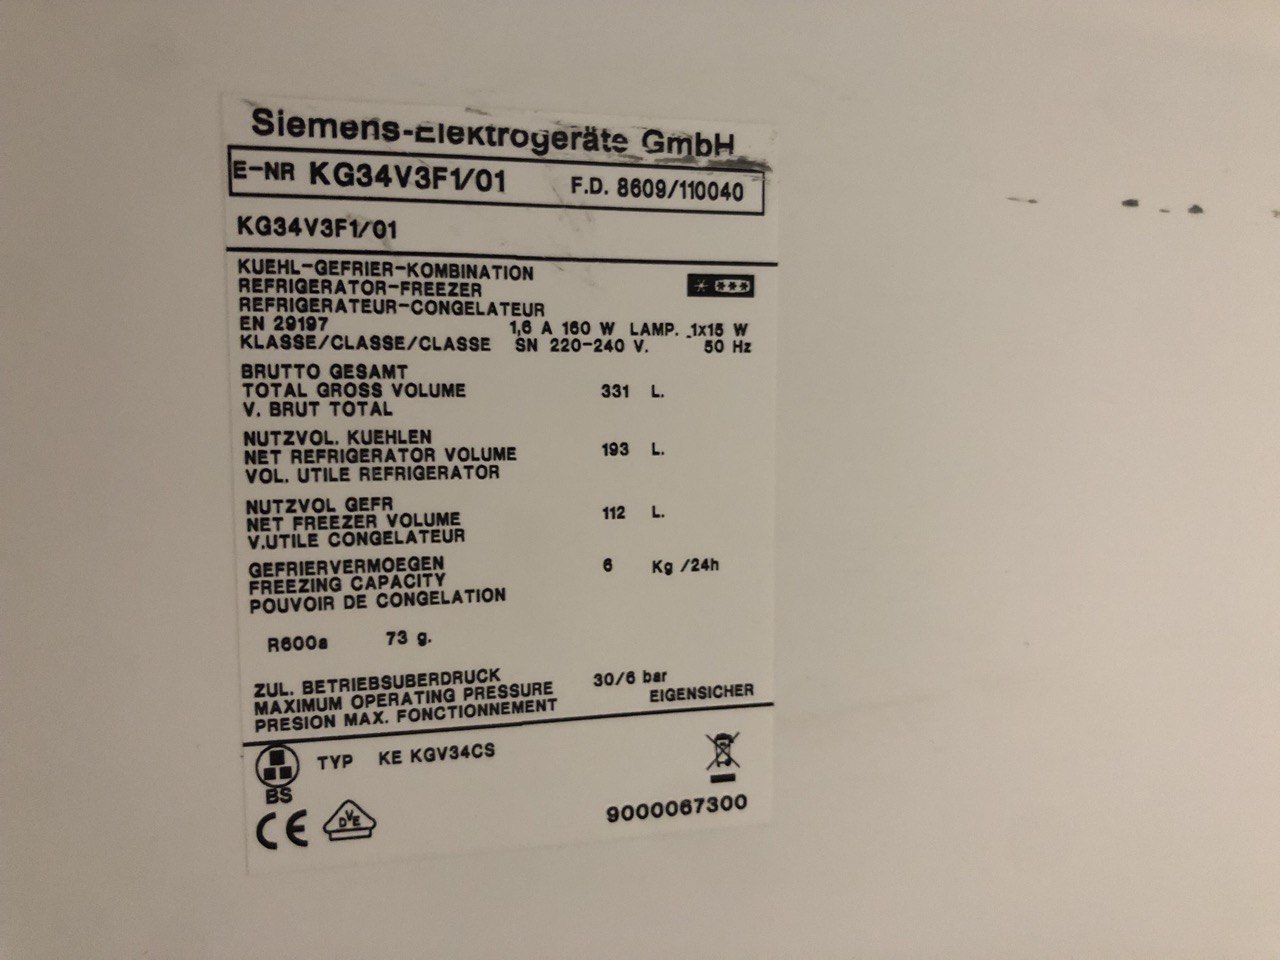 Siemens-Elektrogeräte GmbH
E-NR KG34V3F1/01 F.D. 8609/110040
KG34V3F1/01
KUEHL-GEFRIER-KOMBINATION
REFRIGERATOR-FREEZER
REFRIGERATEUR-CONGELATEUR
EN 29197 1,6 A 160 W LAMP. 1x15 W
KLASSE/CLASSE/CLASSE SN 220-240 V. 50 Hz
BRUTTO GESAMT
TOTAL GROSS VOLUME 331 L.
V. BRUT TOTAL
NUTZVOL. KUEHLEN
NET REFRIGERATOR VOLUME 193 L.
VOL. UTILE REFRIGERATOR
NUTZVOL GEFR
NET FREEZER VOLUME 112 L.
V.UTILE CONGELATEUR
GEFRIERVERMOEGEN 6 Kg /24h
FREEZING CAPACITY
POUVOIR DE CONGELATION
R600a 73 g.
ZUL. BETRIEBSUBERDRUCK 30/6 bar
MAXIMUM OPERATING PRESSURE EIGENSICHER
PRESION MAX. FONCTIONNEMENT
TYP KE KGV34CS
BS
CE DVE 9000067300